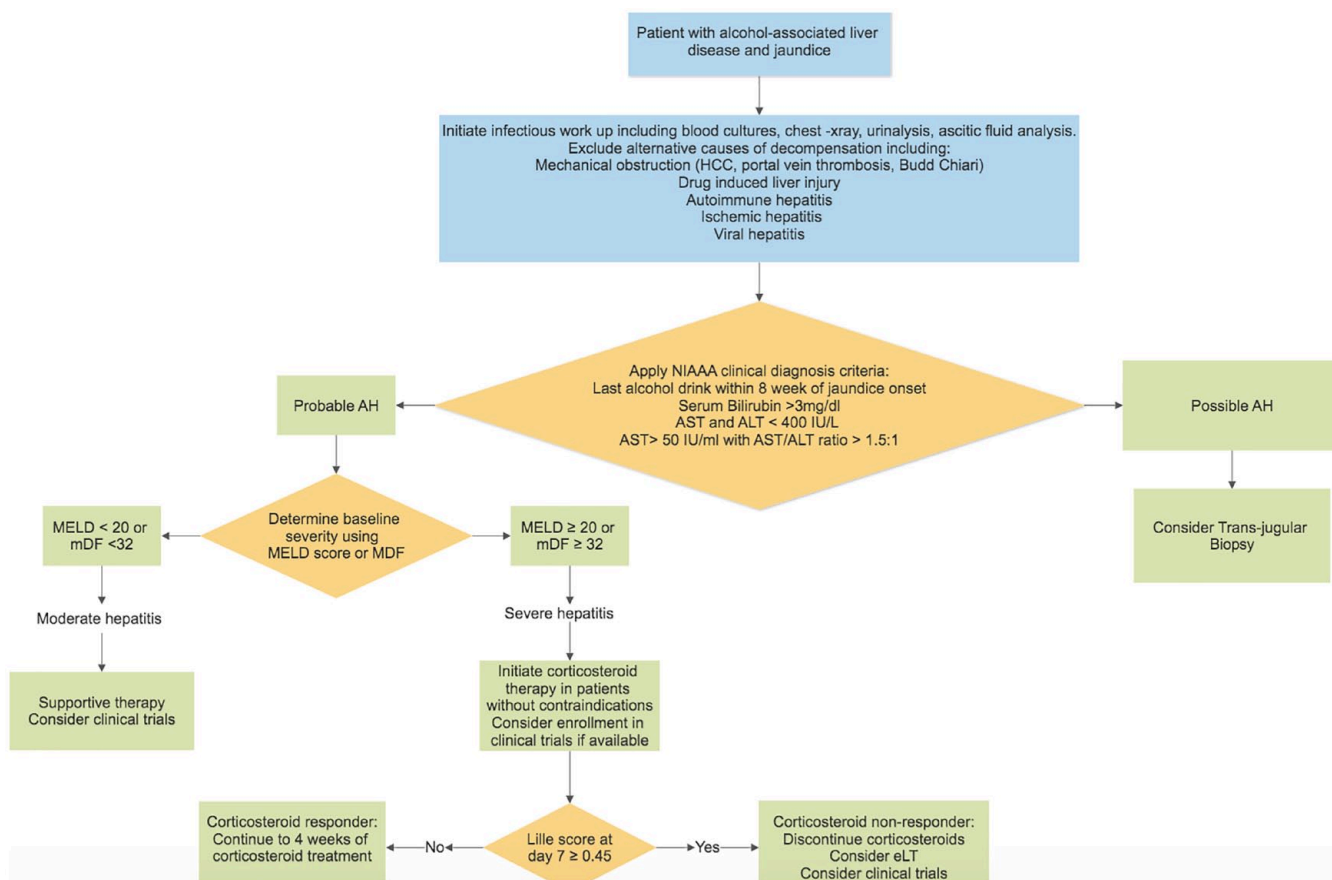 Patient with alcohol-associated liver
disease and jaundice
Initiate infectious work up including blood cultures, chest -xray, urinalysis, ascitic fluid analysis.
Exclude alternative causes of decompensation including:
Mechanical obstruction (HCC, portal vein thrombosis, Budd Chiari)
Drug induced liver injury
Autoimmune hepatitis
Ischemic hepatitis
Viral hepatitis
Apply NIAAA clinical diagnosis criteria:
Last alcohol drink within 8 week of jaundice onset
Serum Bilirubin >3mg/dl
AST and ALT < 400 IU/L
AST> 50 IU/ml with AST/ALT ratio > 1.5:1
Probable AH
Possible AH
Determine baseline
severity using
MELD score or MDF
MELD < 20 or
mDF <32
MELD ≥ 20 or
mDF ≥ 32
Consider Trans-jugular
Biopsy
Moderate hepatitis
Severe hepatitis
Supportive therapy
Consider clinical trials
Initiate corticosteroid
therapy in patients
without contraindications
Consider enrollment in
clinical trials if available
Corticosteroid responder:
Continue to 4 weeks of
corticosteroid treatment
No
Lille score at
day 7 ≥ 0.45
Yes
Corticosteroid non-responder:
Discontinue corticosteroids
Consider eLT
Consider clinical trials